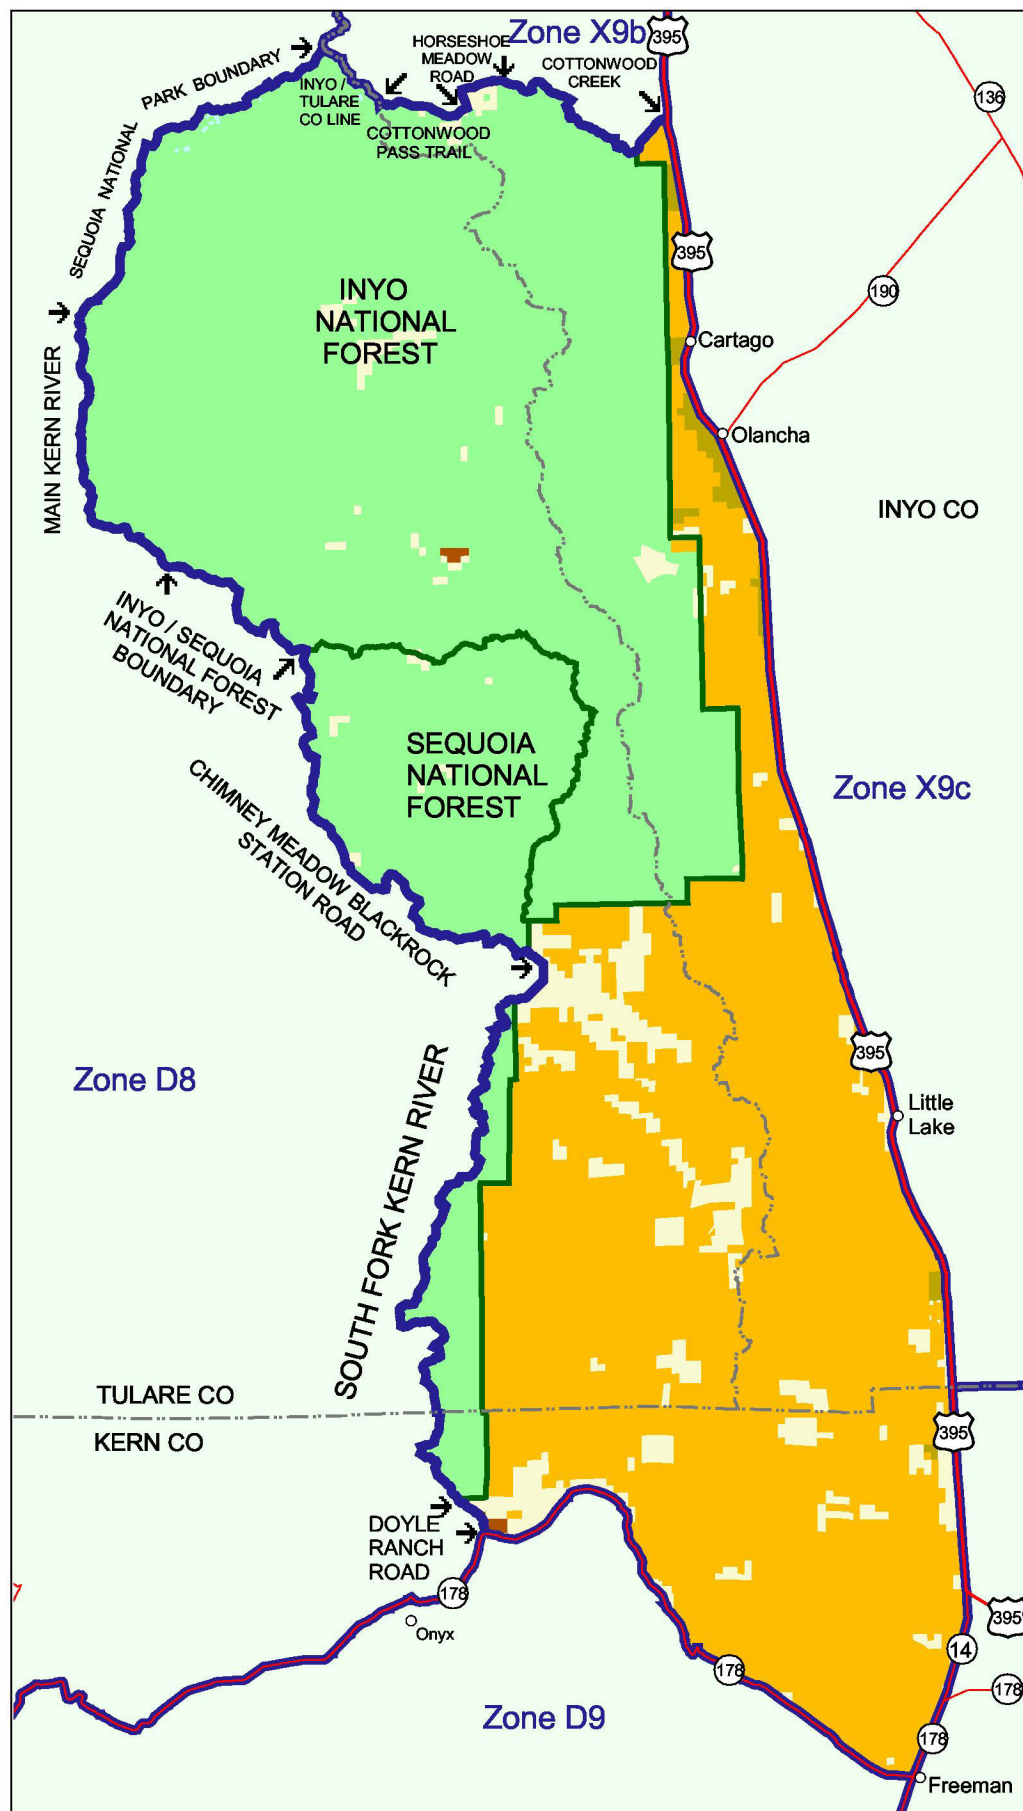 Zone X9b
395
HORSESHOE
MEADOW
ROAD
COTTONWOOD
CREEK
PARK BOUNDARY
136
INYO /
TULARE
CO LINE
COTTONWOOD
PASS TRAIL
SEQUOIA NATIONAL
395
190
INYO
NATIONAL
FOREST
Cartago
MAIN KERN RIVER
Olancha
INYO CO
INYO / SEQUOIA
NATIONAL FOREST
BOUNDARY
SEQUOIA
NATIONAL
FOREST
Zone X9c
CHIMNEY MEADOW BLACKROCK
STATION ROAD
395
Zone D8
Little
Lake
SOUTH FORK KERN RIVER
TULARE CO
KERN CO
395
DOYLE
RANCH
ROAD
178
Onyx
395
14
178
178
Zone D9
178
Freeman